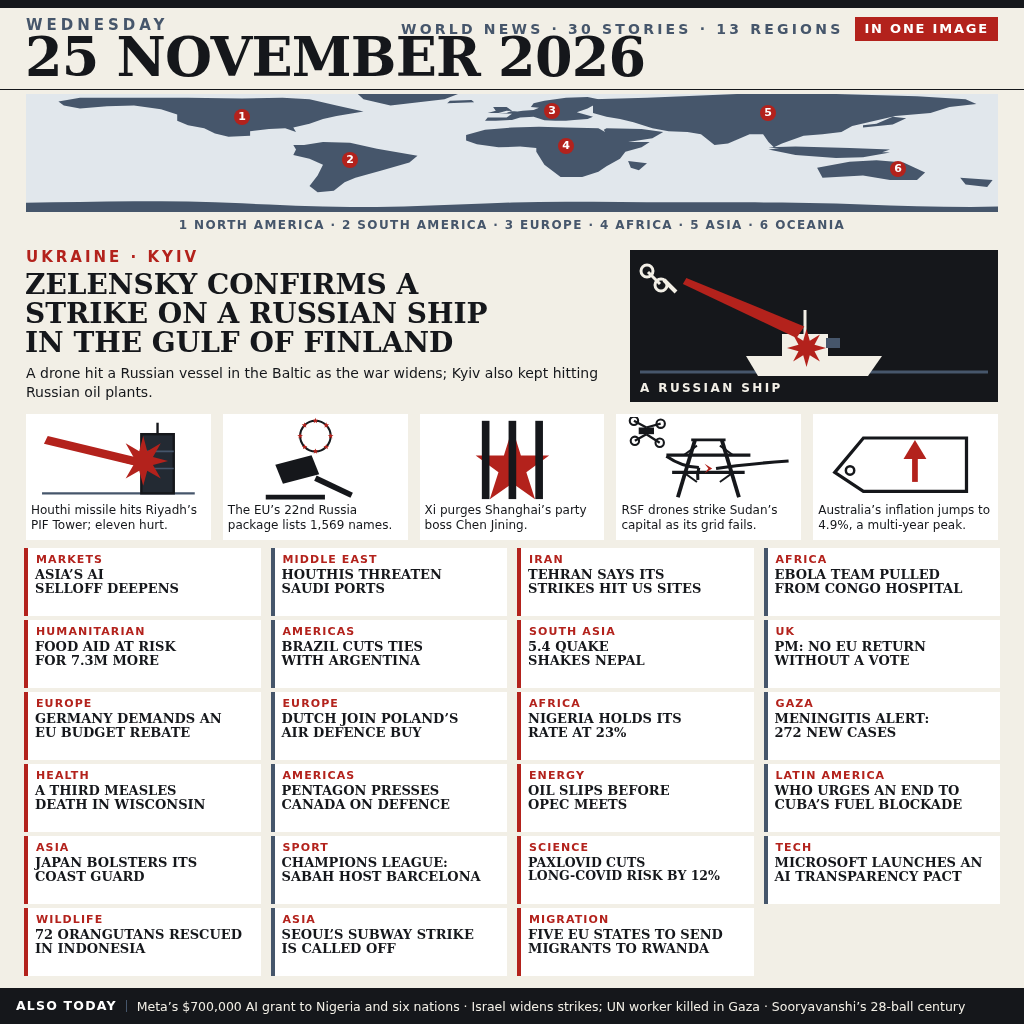 WEDNESDAY
25 NOVEMBER 2026
WORLD NEWS · 30 STORIES · 13 REGIONS
IN ONE IMAGE
1
2
3
4
5
6
1 NORTH AMERICA · 2 SOUTH AMERICA · 3 EUROPE · 4 AFRICA · 5 ASIA · 6 OCEANIA
UKRAINE · KYIV
ZELENSKY CONFIRMS A
STRIKE ON A RUSSIAN SHIP
IN THE GULF OF FINLAND
A drone hit a Russian vessel in the Baltic as the war widens; Kyiv also kept hitting
Russian oil plants.
A RUSSIAN SHIP
Houthi missile hits Riyadh’s
PIF Tower; eleven hurt.
The EU’s 22nd Russia
package lists 1,569 names.
Xi purges Shanghai’s party
boss Chen Jining.
RSF drones strike Sudan’s
capital as its grid fails.
Australia’s inflation jumps to
4.9%, a multi-year peak.
MARKETS
ASIA’S AI
SELLOFF DEEPENS
MIDDLE EAST
HOUTHIS THREATEN
SAUDI PORTS
IRAN
TEHRAN SAYS ITS
STRIKES HIT US SITES
AFRICA
EBOLA TEAM PULLED
FROM CONGO HOSPITAL
HUMANITARIAN
FOOD AID AT RISK
FOR 7.3M MORE
AMERICAS
BRAZIL CUTS TIES
WITH ARGENTINA
SOUTH ASIA
5.4 QUAKE
SHAKES NEPAL
UK
PM: NO EU RETURN
WITHOUT A VOTE
EUROPE
GERMANY DEMANDS AN
EU BUDGET REBATE
EUROPE
DUTCH JOIN POLAND’S
AIR DEFENCE BUY
AFRICA
NIGERIA HOLDS ITS
RATE AT 23%
GAZA
MENINGITIS ALERT:
272 NEW CASES
HEALTH
A THIRD MEASLES
DEATH IN WISCONSIN
AMERICAS
PENTAGON PRESSES
CANADA ON DEFENCE
ENERGY
OIL SLIPS BEFORE
OPEC MEETS
LATIN AMERICA
WHO URGES AN END TO
CUBA’S FUEL BLOCKADE
ASIA
JAPAN BOLSTERS ITS
COAST GUARD
SPORT
CHAMPIONS LEAGUE:
SABAH HOST BARCELONA
SCIENCE
PAXLOVID CUTS
LONG-COVID RISK BY 12%
TECH
MICROSOFT LAUNCHES AN
AI TRANSPARENCY PACT
WILDLIFE
72 ORANGUTANS RESCUED
IN INDONESIA
ASIA
SEOUL’S SUBWAY STRIKE
IS CALLED OFF
MIGRATION
FIVE EU STATES TO SEND
MIGRANTS TO RWANDA
ALSO TODAY
Meta’s $700,000 AI grant to Nigeria and six nations · Israel widens strikes; UN worker killed in Gaza · Sooryavanshi’s 28-ball century